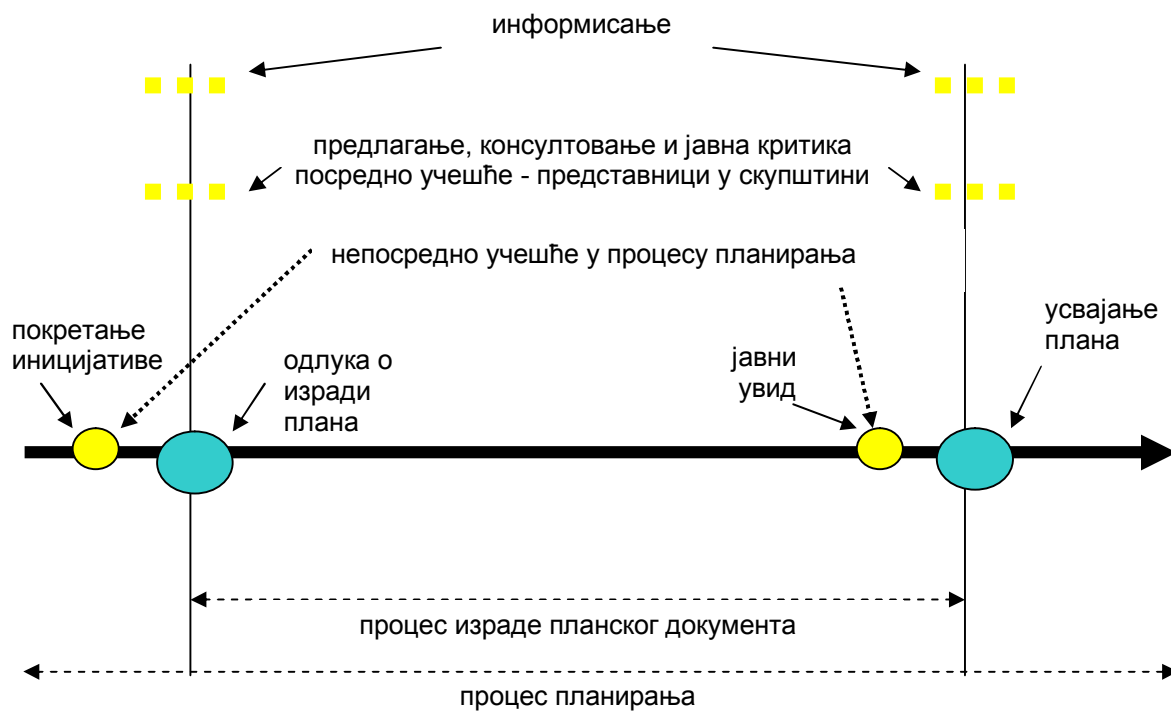 информисање
предлагање, консултовање и јавна критика
посредно учешће - представници у скупштини
непосредно учешће у процесу планирања
покретање
иницијативе
одлука о
изради
плана
јавни
увид
усвајање
плана
процес израде планског документа
процес планирања